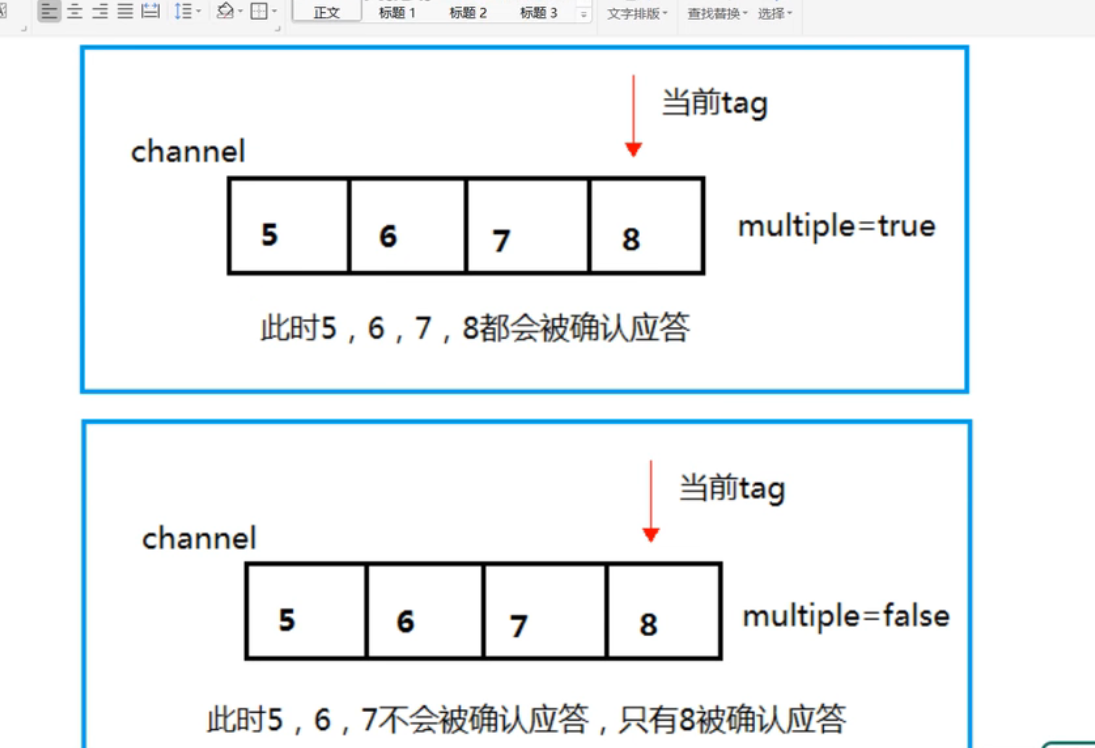 正文 标题 1 标题 2 标题 3 文字排版 查找替换 选择
当前tag
channel
5 6 7 8
multiple=true
此时5，6，7，8都会被确认应答
当前tag
channel
5 6 7 8
multiple=false
此时5，6，7不会被确认应答，只有8被确认应答